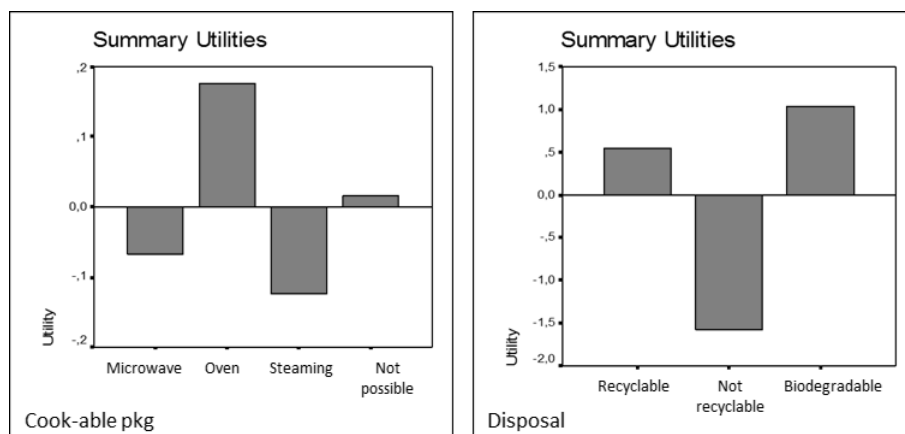 Summary Utilities
,2
,1
0,0
-,1
-,2
Utility
Microwave Oven Steaming Not possible
Cook-able pkg
Summary Utilities
1,5
1,0
,5
0,0
-,5
-1,0
-1,5
-2,0
Utility
Recyclable Not recyclable Biodegradable
Disposal